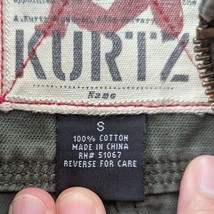 KURTZ
Name
S
100% COTTON
MADE IN CHINA
RN# 51067
REVERSE FOR CARE